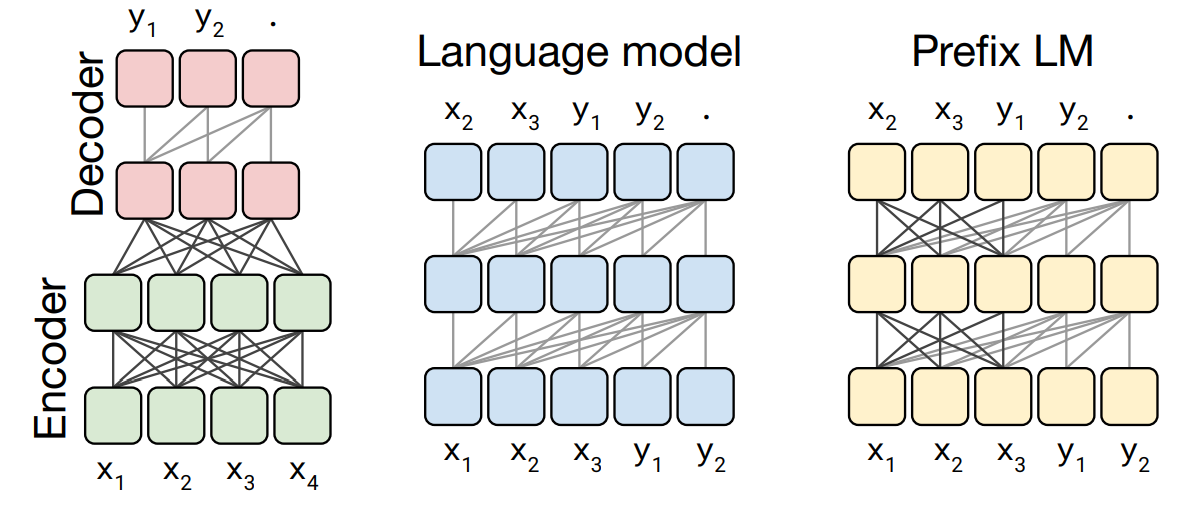 y₁ y₂ .
Decoder
Encoder
x₁ x₂ x₃ x₄
Language model
x₂ x₃ y₁ y₂ .
x₁ x₂ x₃ y₁ y₂
Prefix LM
x₂ x₃ y₁ y₂ .
x₁ x₂ x₃ y₁ y₂